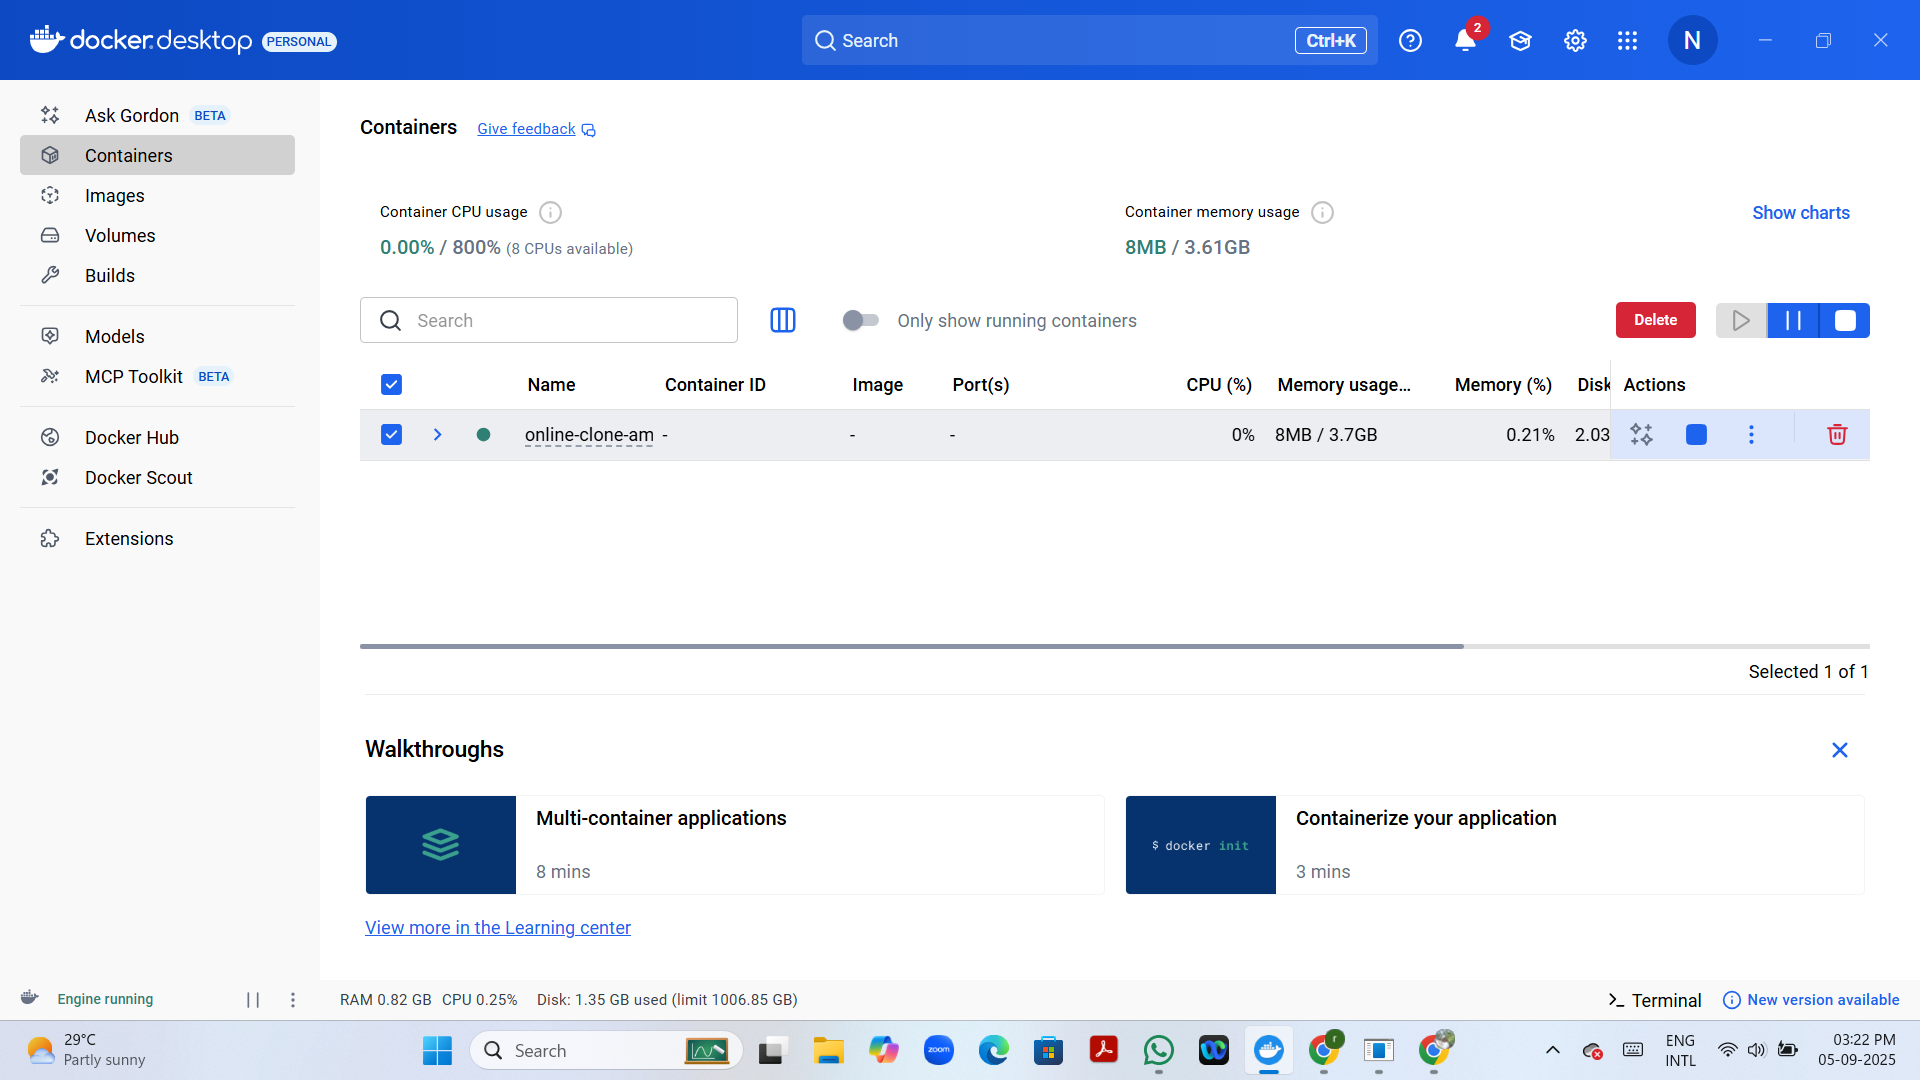 docker.desktop PERSONAL
Search Ctrl+K
2
N
Ask Gordon BETA
Containers
Images
Volumes
Builds
Models
MCP Toolkit BETA
Docker Hub
Docker Scout
Extensions
Containers Give feedback
Container CPU usage
0.00% / 800% (8 CPUs available)
Container memory usage
8MB / 3.61GB
Show charts
Search
Only show running containers
Delete
Name Container ID Image Port(s) CPU (%) Memory usage... Memory (%) Disk Actions
online-clone-am - - - 0% 8MB / 3.7GB 0.21% 2.03
Selected 1 of 1
Walkthroughs
Multi-container applications
8 mins
$ docker init
Containerize your application
3 mins
View more in the Learning center
Engine running
RAM 0.82 GB CPU 0.25% Disk: 1.35 GB used (limit 1006.85 GB)
Terminal
New version available
29°C
Partly sunny
Search
zoom
r
ENG
INTL
03:22 PM
05-09-2025